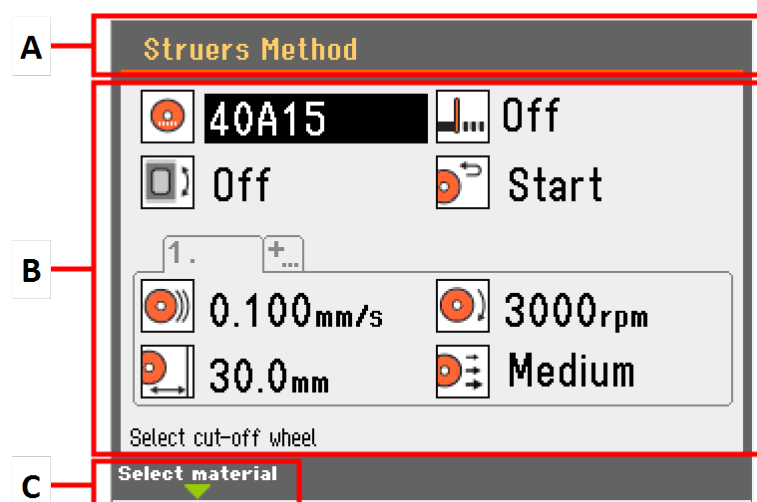 A
Struers Method
B
40A15
Off
Off
Start
1.
+...
0.100mm/s
3000rpm
30.0mm
Medium
Select cut-off wheel
C
Select material